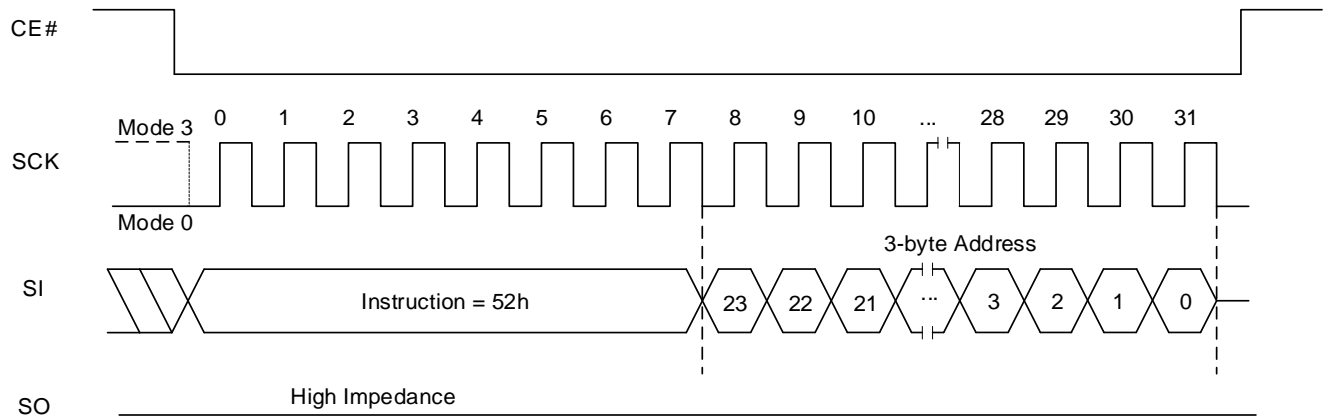 CE#
0 1 2 3 4 5 6 7 8 9 10 ... 28 29 30 31
Mode 3
SCK
Mode 0
3-byte Address
SI
Instruction = 52h 23 22 21 ... 3 2 1 0
High Impedance
SO